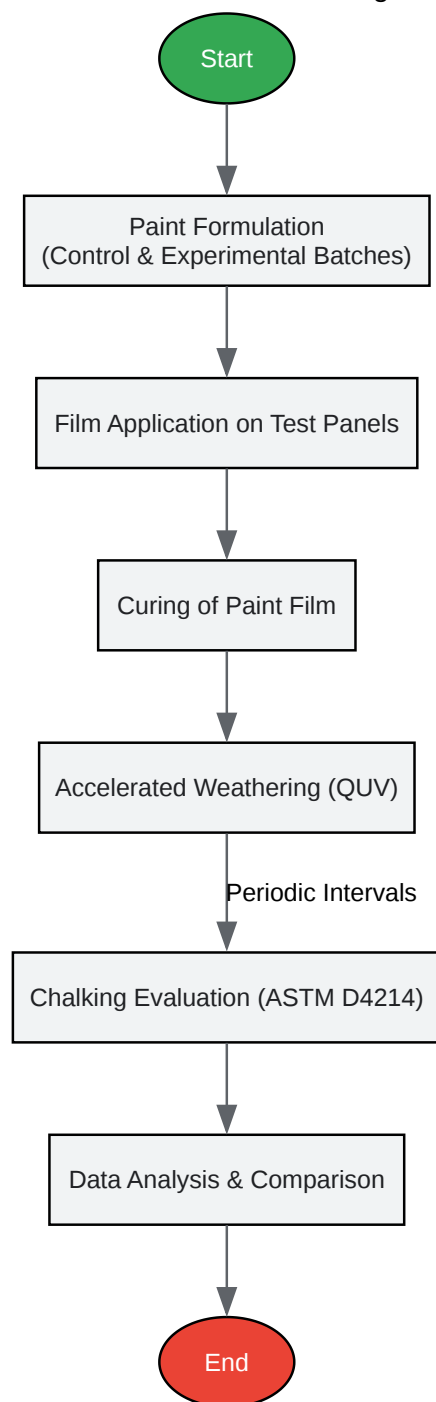 Start
Paint Formulation
(Control & Experimental Batches)
Film Application on Test Panels
Curing of Paint Film
Accelerated Weathering (QUV)
Periodic Intervals
Chalking Evaluation (ASTM D4214)
Data Analysis & Comparison
End